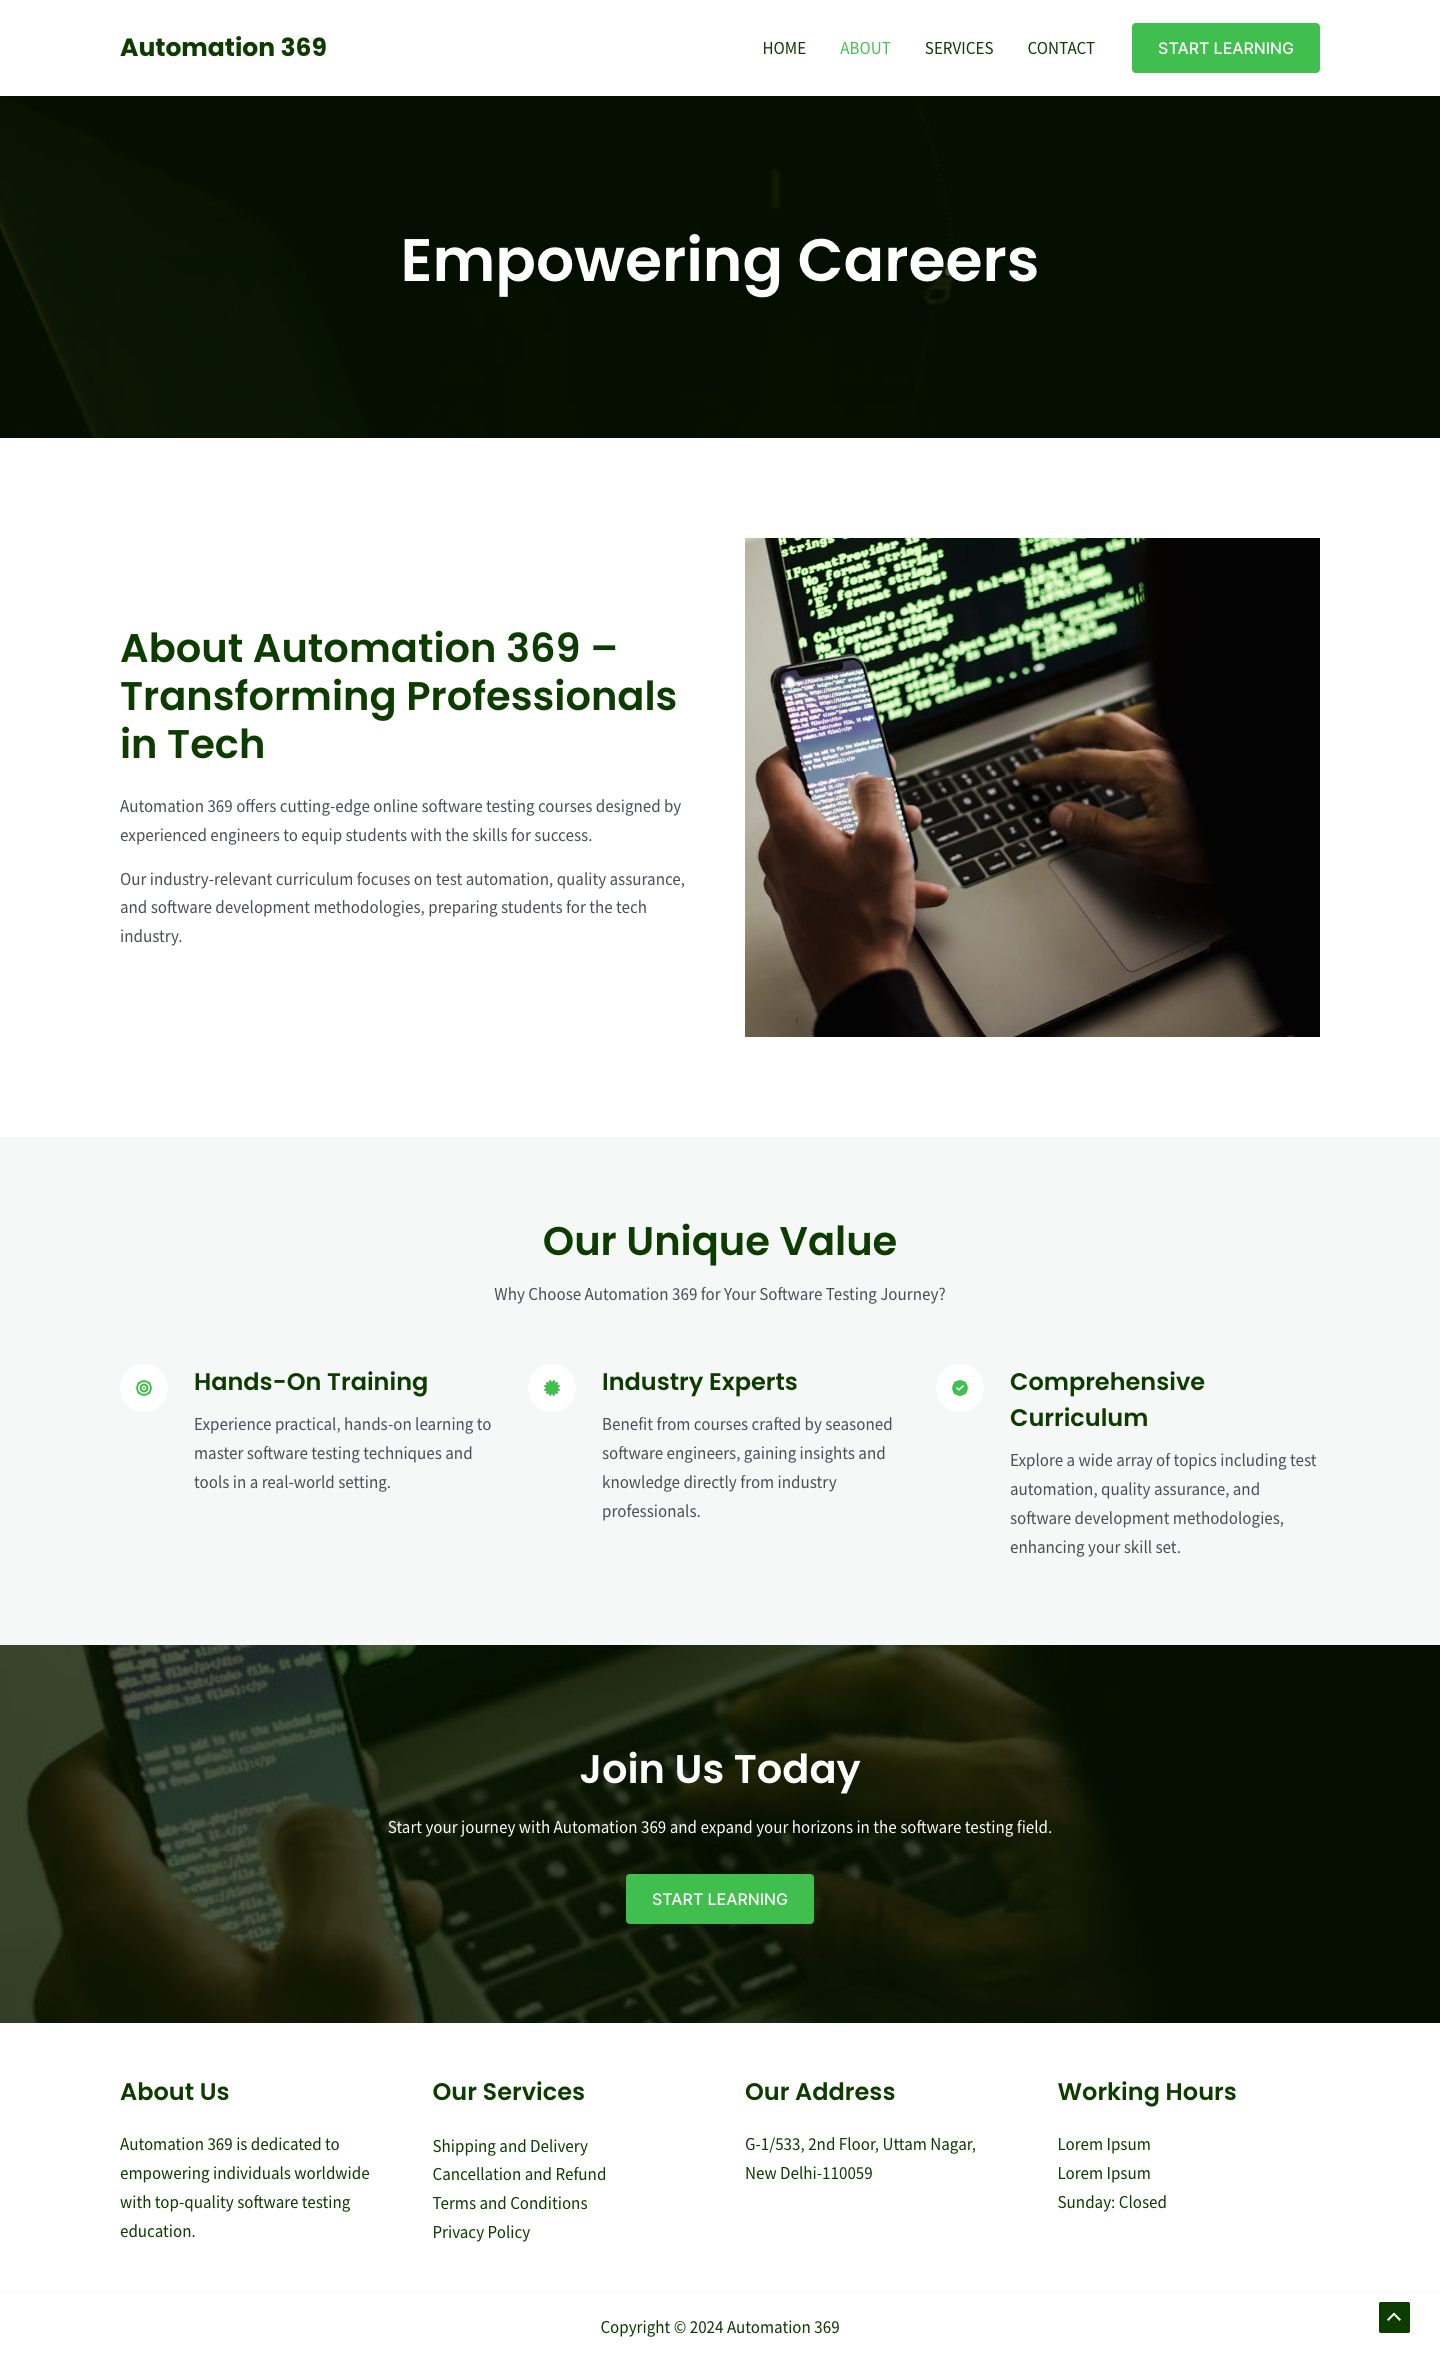 Automation 369
HOME
ABOUT
SERVICES
CONTACT
START LEARNING
Empowering Careers
About Automation 369 –
Transforming Professionals
in Tech
Automation 369 offers cutting-edge online software testing courses designed by
experienced engineers to equip students with the skills for success.
Our industry-relevant curriculum focuses on test automation, quality assurance,
and software development methodologies, preparing students for the tech
industry.
IFormatProvider
No format string:
format string:
format string:
format string:
Our Unique Value
Why Choose Automation 369 for Your Software Testing Journey?
Hands-On Training
Experience practical, hands-on learning to
master software testing techniques and
tools in a real-world setting.
Industry Experts
Benefit from courses crafted by seasoned
software engineers, gaining insights and
knowledge directly from industry
professionals.
Comprehensive
Curriculum
Explore a wide array of topics including test
automation, quality assurance, and
software development methodologies,
enhancing your skill set.
Join Us Today
Start your journey with Automation 369 and expand your horizons in the software testing field.
START LEARNING
About Us
Automation 369 is dedicated to
empowering individuals worldwide
with top-quality software testing
education.
Our Services
Shipping and Delivery
Cancellation and Refund
Terms and Conditions
Privacy Policy
Our Address
G-1/533, 2nd Floor, Uttam Nagar,
New Delhi-110059
Working Hours
Lorem Ipsum
Lorem Ipsum
Sunday: Closed
Copyright © 2024 Automation 369